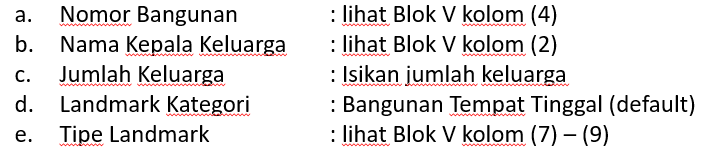 a. Nomor Bangunan : lihat Blok V kolom (4)
b. Nama Kepala Keluarga : lihat Blok V kolom (2)
c. Jumlah Keluarga : Isikan jumlah keluarga
d. Landmark Kategori : Bangunan Tempat Tinggal (default)
e. Tipe Landmark : lihat Blok V kolom (7) – (9)